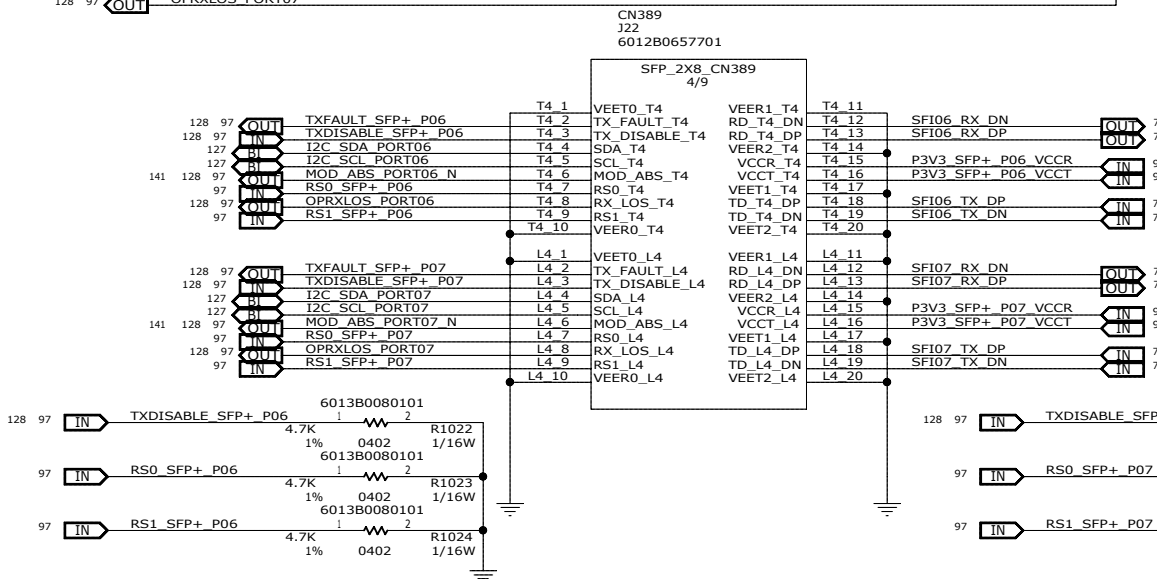 128 97 OUT OPRXLOS_PORT07
CN389
J22
6012B0657701
SFP_2X8_CN389
4/9
T4_1 VEET0_T4 VEER1_T4 T4_11
128 97 OUT TXFAULT_SFP+_P06 T4_2 TX_FAULT_T4 RD_T4_DN T4_12 SFI06_RX_DN OUT
128 97 IN TXDISABLE_SFP+_P06 T4_3 TX_DISABLE_T4 RD_T4_DP T4_13 SFI06_RX_DP OUT
127 BI I2C_SDA_PORT06 T4_4 SDA_T4 VEER2_T4 T4_14
127 BI I2C_SCL_PORT06 T4_5 SCL_T4 VCCR_T4 T4_15 P3V3_SFP+_P06_VCCR IN
141 128 97 OUT MOD_ABS_PORT06_N T4_6 MOD_ABS_T4 VCCT_T4 T4_16 P3V3_SFP+_P06_VCCT IN
97 IN RS0_SFP+_P06 T4_7 RS0_T4 VEET1_T4 T4_17
128 97 OUT OPRXLOS_PORT06 T4_8 RX_LOS_T4 TD_T4_DP T4_18 SFI06_TX_DP IN
97 IN RS1_SFP+_P06 T4_9 RS1_T4 TD_T4_DN T4_19 SFI06_TX_DN IN
T4_10 VEER0_T4 VEET2_T4 T4_20
L4_1 VEET0_L4 VEER1_L4 L4_11
128 97 OUT TXFAULT_SFP+_P07 L4_2 TX_FAULT_L4 RD_L4_DN L4_12 SFI07_RX_DN OUT
128 97 IN TXDISABLE_SFP+_P07 L4_3 TX_DISABLE_L4 RD_L4_DP L4_13 SFI07_RX_DP OUT
127 BI I2C_SDA_PORT07 L4_4 SDA_L4 VEER2_L4 L4_14
127 BI I2C_SCL_PORT07 L4_5 SCL_L4 VCCR_L4 L4_15 P3V3_SFP+_P07_VCCR IN
141 128 97 OUT MOD_ABS_PORT07_N L4_6 MOD_ABS_L4 VCCT_L4 L4_16 P3V3_SFP+_P07_VCCT IN
97 IN RS0_SFP+_P07 L4_7 RS0_L4 VEET1_L4 L4_17
128 97 OUT OPRXLOS_PORT07 L4_8 RX_LOS_L4 TD_L4_DP L4_18 SFI07_TX_DP IN
97 IN RS1_SFP+_P07 L4_9 RS1_L4 TD_L4_DN L4_19 SFI07_TX_DN IN
L4_10 VEER0_L4 VEET2_L4 L4_20
6013B0080101
128 97 IN TXDISABLE_SFP+_P06 1 2 128 97 IN TXDISABLE_SFP
4.7K R1022
1% 0402 1/16W
6013B0080101
97 IN RS0_SFP+_P06 1 2 97 IN RS0_SFP+_P07
4.7K R1023
1% 0402 1/16W
6013B0080101
97 IN RS1_SFP+_P06 1 2 97 IN RS1_SFP+_P07
4.7K R1024
1% 0402 1/16W